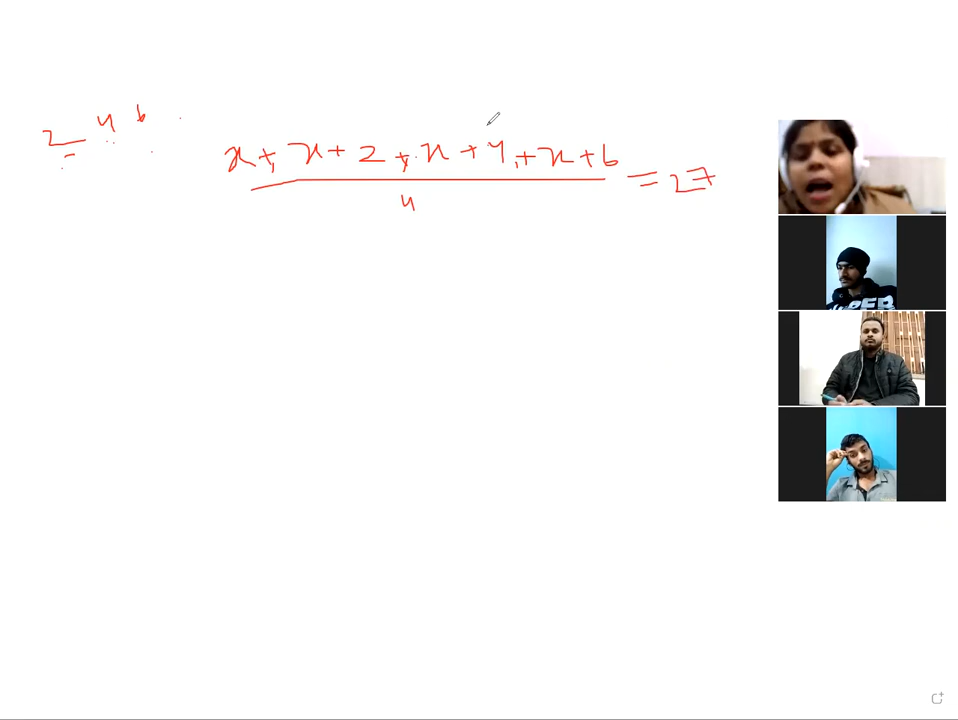 2 4 6
x + x + 2 + x + 4 + x + 6 = 27
4